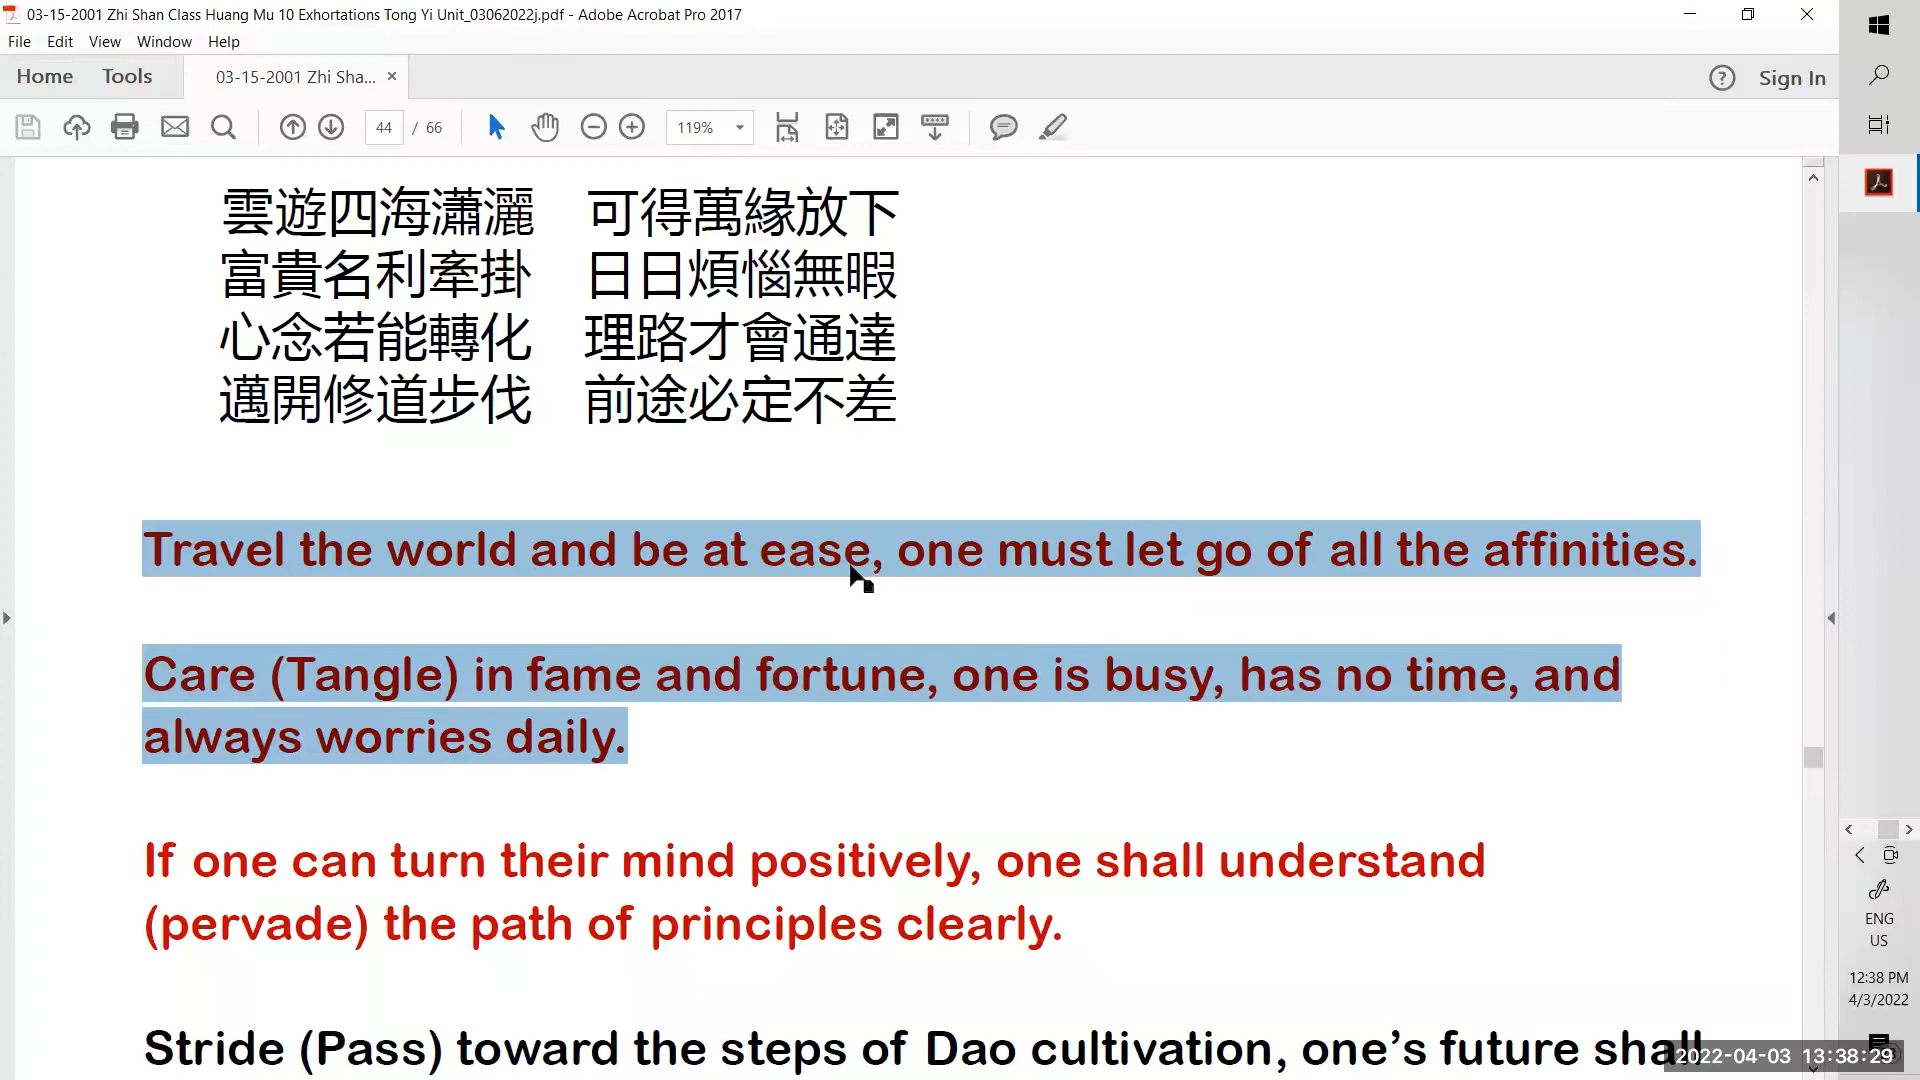 03-15-2001 Zhi Shan Class Huang Mu 10 Exhortations Tong Yi Unit_03062022j.pdf - Adobe Acrobat Pro 2017
File Edit View Window Help
Home Tools 03-15-2001 Zhi Sha... × Sign In
44 / 66 119%
雲遊四海瀟灑 可得萬緣放下
富貴名利牽掛 日日煩惱無暇
心念若能轉化 理路才會通達
邁開修道步伐 前途必定不差
Travel the world and be at ease, one must let go of all the affinities.
Care (Tangle) in fame and fortune, one is busy, has no time, and
always worries daily.
If one can turn their mind positively, one shall understand
(pervade) the path of principles clearly.
Stride (Pass) toward the steps of Dao cultivation, one’s future shall
ENG
US
12:38 PM
4/3/2022
2022-04-03 13:38:29